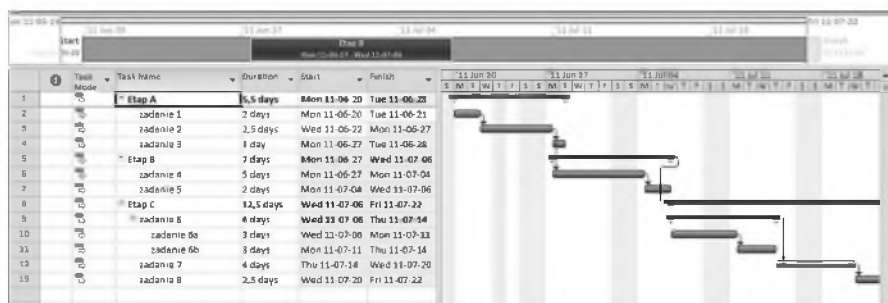 Start
Etap B
Mon 11-06-27 - Wed 11-07-06
Task Mode Task Name Duration Start Finish
'11 Jun 20 '11 Jun 27 '11 Jul 04
S M S W T F S S M T W T F S S M
1 Etap A 5,5 days Mon 11-06-20 Tue 11-06-28
2 zadanie 1 2 days Mon 11-06-20 Tue 11-06-21
3 zadanie 2 2,5 days Wed 11-06-22 Mon 11-06-27
4 zadanie 3 1 day Mon 11-06-27 Tue 11-06-28
5 Etap B 7 days Mon 11-06-27 Wed 11-07-06
6 zadanie 4 5 days Mon 11-06-27 Mon 11-07-04
7 zadanie 5 2 days Mon 11-07-04 Wed 11-07-06
8 Etap C 12,5 days Wed 11-07-06 Fri 11-07-22
9 zadanie 6 6 days Wed 11-07-06 Thu 11-07-14
10 zadanie 6a 3 days Wed 11-07-06 Mon 11-07-11
11 zadanie 6b 3 days Mon 11-07-11 Thu 11-07-14
12 zadanie 7 4 days Thu 11-07-14 Wed 11-07-20
13 zadanie 8 2,5 days Wed 11-07-20 Fri 11-07-22